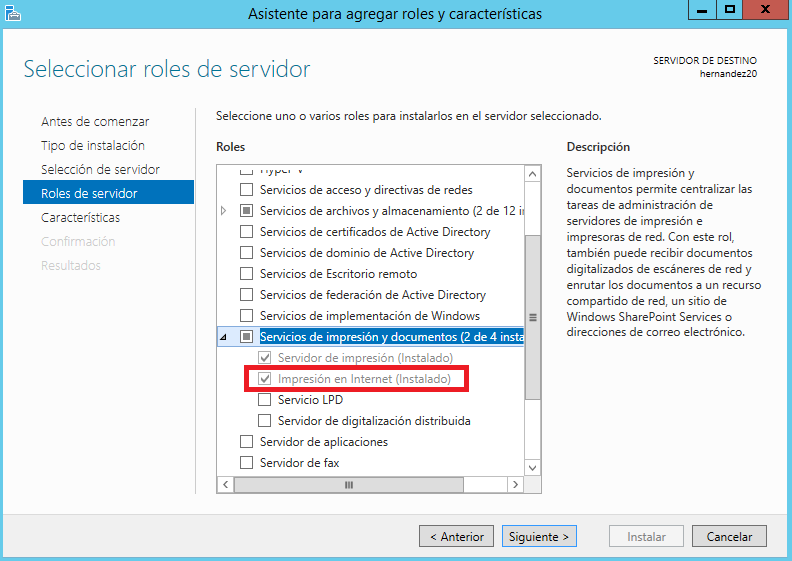 Asistente para agregar roles y características
Seleccionar roles de servidor
SERVIDOR DE DESTINO
hernandez20
Antes de comenzar
Tipo de instalación
Selección de servidor
Roles de servidor
Características
Confirmación
Resultados
Seleccione uno o varios roles para instalarlos en el servidor seleccionado.
Roles
Hyper-V
Servicios de acceso y directivas de redes
Servicios de archivos y almacenamiento (2 de 12 in
Servicios de certificados de Active Directory
Servicios de dominio de Active Directory
Servicios de Escritorio remoto
Servicios de federación de Active Directory
Servicios de implementación de Windows
Servicios de impresión y documentos (2 de 4 insta
Servidor de impresión (Instalado)
Impresión en Internet (Instalado)
Servicio LPD
Servidor de digitalización distribuida
Servidor de aplicaciones
Servidor de fax
Descripción
Servicios de impresión y
documentos permite centralizar las
tareas de administración de
servidores de impresión e
impresoras de red. Con este rol,
también puede recibir documentos
digitalizados de escáneres de red y
enrutar los documentos a un recurso
compartido de red, un sitio de
Windows SharePoint Services o
direcciones de correo electrónico.
< Anterior
Siguiente >
Instalar
Cancelar